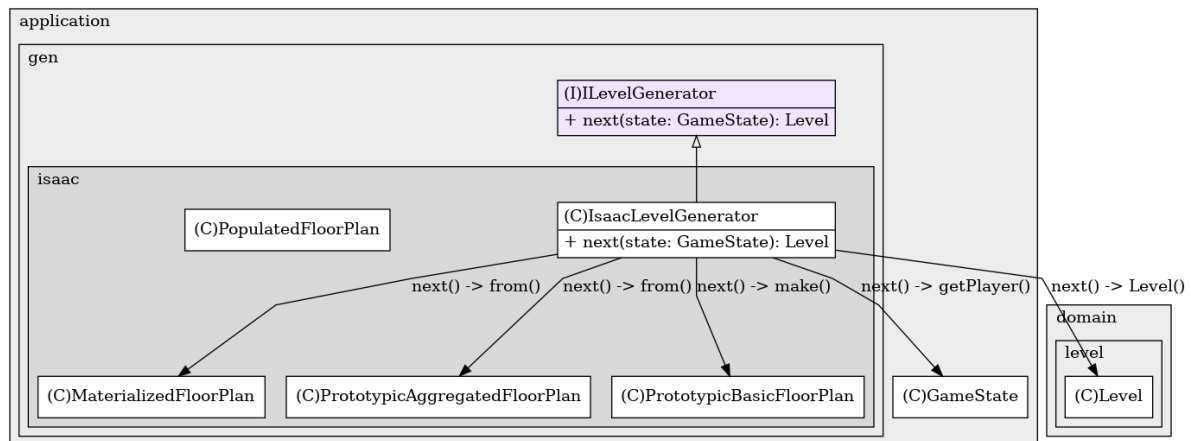 application
gen
(I)ILevelGenerator
+ next(state: GameState): Level
isaac
(C)PopulatedFloorPlan
(C)IsaacLevelGenerator
+ next(state: GameState): Level
next() -> from()
next() -> from()
next() -> make()
next() -> getPlayer()
next() -> Level()
domain
level
(C)MaterializedFloorPlan
(C)PrototypicAggregatedFloorPlan
(C)PrototypicBasicFloorPlan
(C)GameState
(C)Level